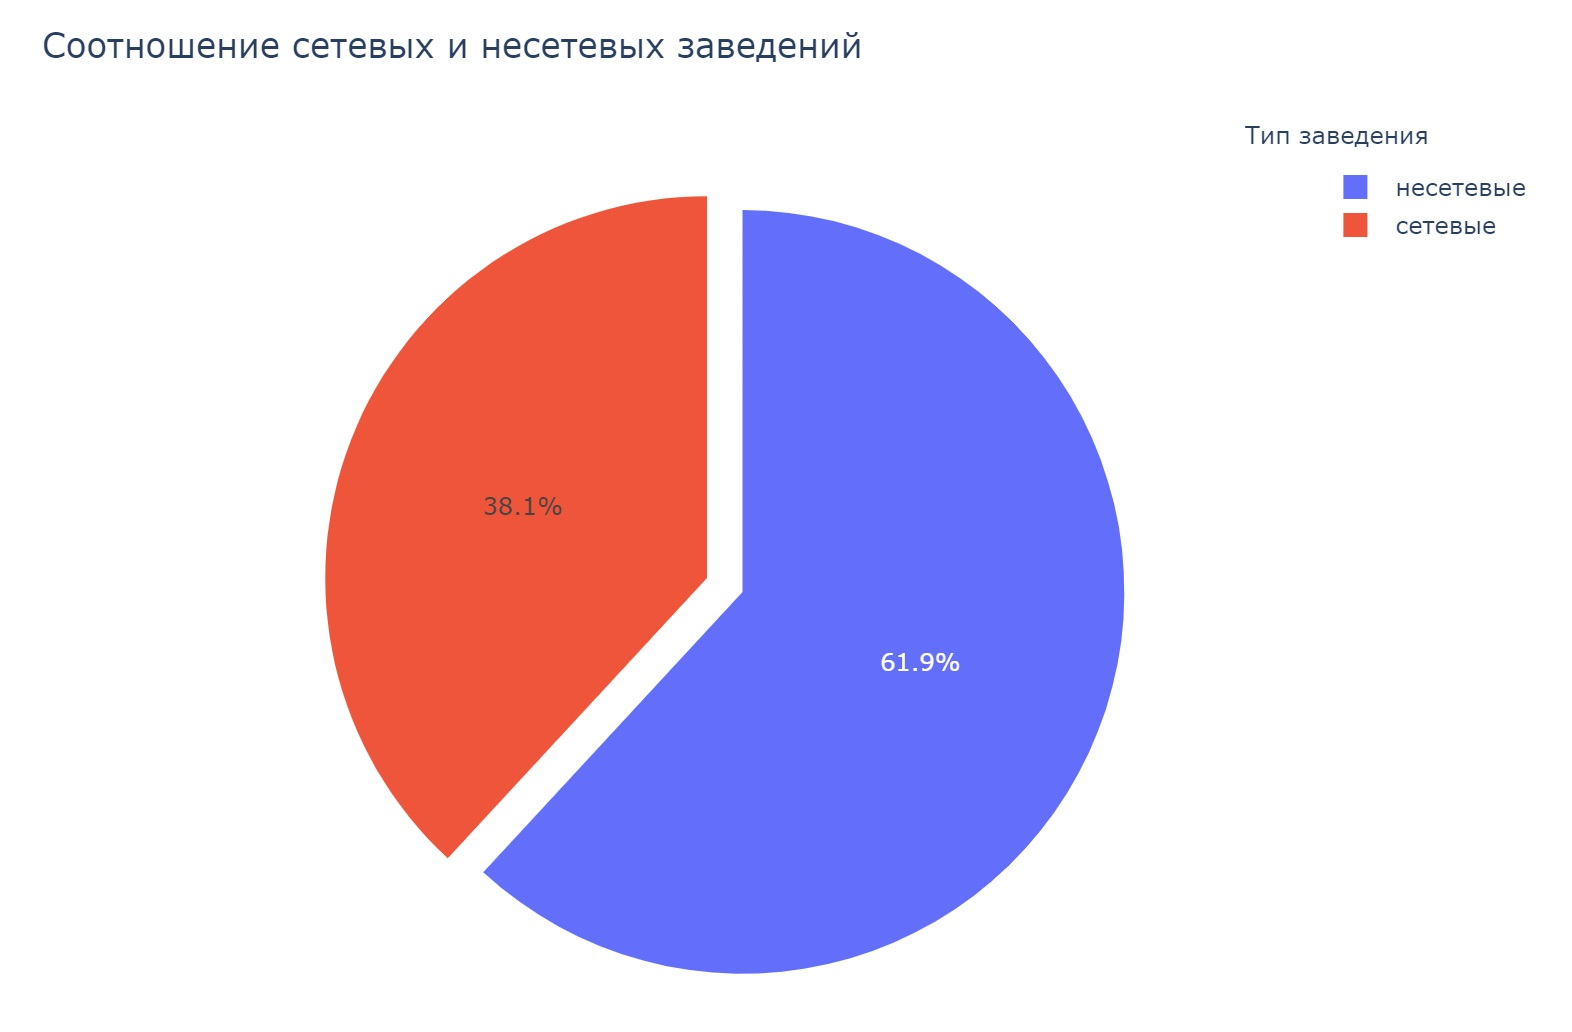 Соотношение сетевых и несетевых заведений
Тип заведения
несетевые
сетевые
38.1%
61.9%